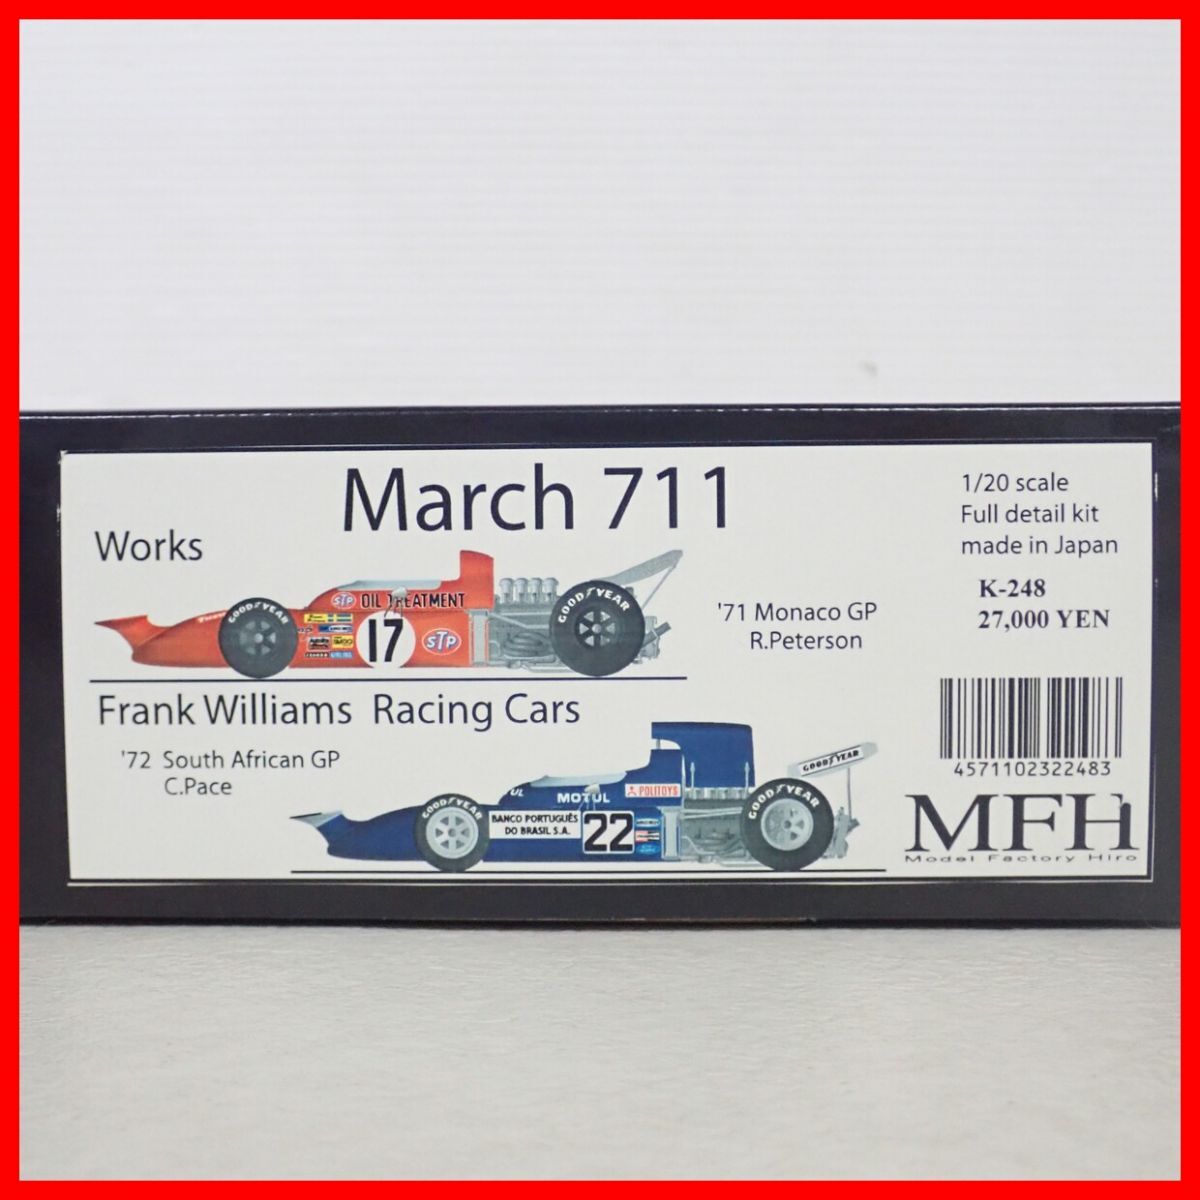 March 711
Works
1/20 scale
Full detail kit
made in Japan
K-248
27,000 YEN
STP OIL TREATMENT
GOOD YEAR
17
STP
GOOD YEAR
'71 Monaco GP
R.Peterson
Frank Williams Racing Cars
'72 South African GP
C.Pace
UL
MOTUL
POLITOYS
GOOD YEAR
GOOD YEAR
BANCO PORTUGUÊS
DO BRASIL S.A.
22
GOOD YEAR
4571102322483
MFH
Model Factory Hiro